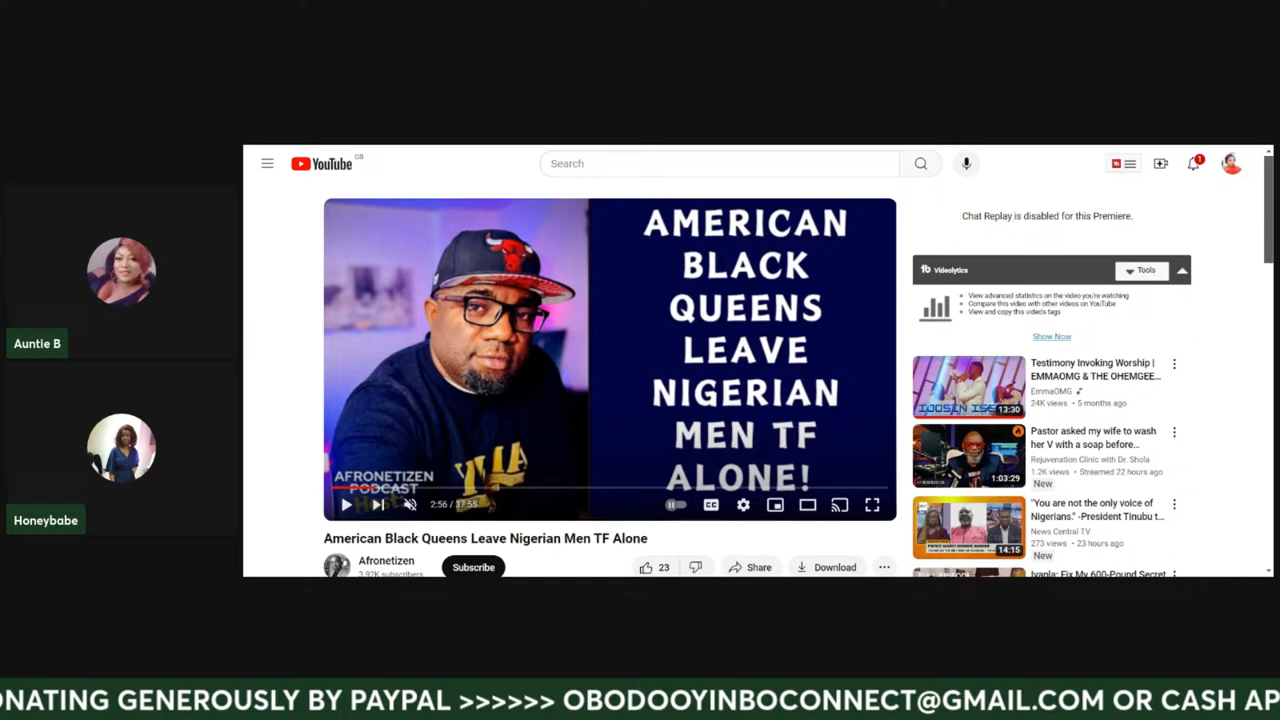 YouTube GB
Search
1
Chat Replay is disabled for this Premiere.
Videolytics
Tools
View advanced statistics on the video you're watching
Compare this video with other videos on YouTube
View and copy this video's tags
Show Now
AMERICAN
BLACK
QUEENS
LEAVE
NIGERIAN
MEN TF
ALONE!
AFRONETIZEN
PODCAST
2:56 / 37:55
CC
American Black Queens Leave Nigerian Men TF Alone
Afronetizen
3.92K subscribers
Subscribe
23
Share
Download
Testimony Invoking Worship |
EMMAOMG & THE OHEMGEE...
EmmaOMG
24K views • 5 months ago
13:30
Pastor asked my wife to wash
her V with a soap before...
Rejuvenation Clinic with Dr. Shola
1.2K views • Streamed 22 hours ago
New
1:03:29
"You are not the only voice of
Nigerians." -President Tinubu t...
News Central TV
273 views • 23 hours ago
New
14:15
Iyanla: Fix My 600-Pound Secret
Auntie B
Honeybabe
ONATING GENEROUSLY BY PAYPAL >>>>>> OBODOOYINBOCONNECT@GMAIL.COM OR CASH AP